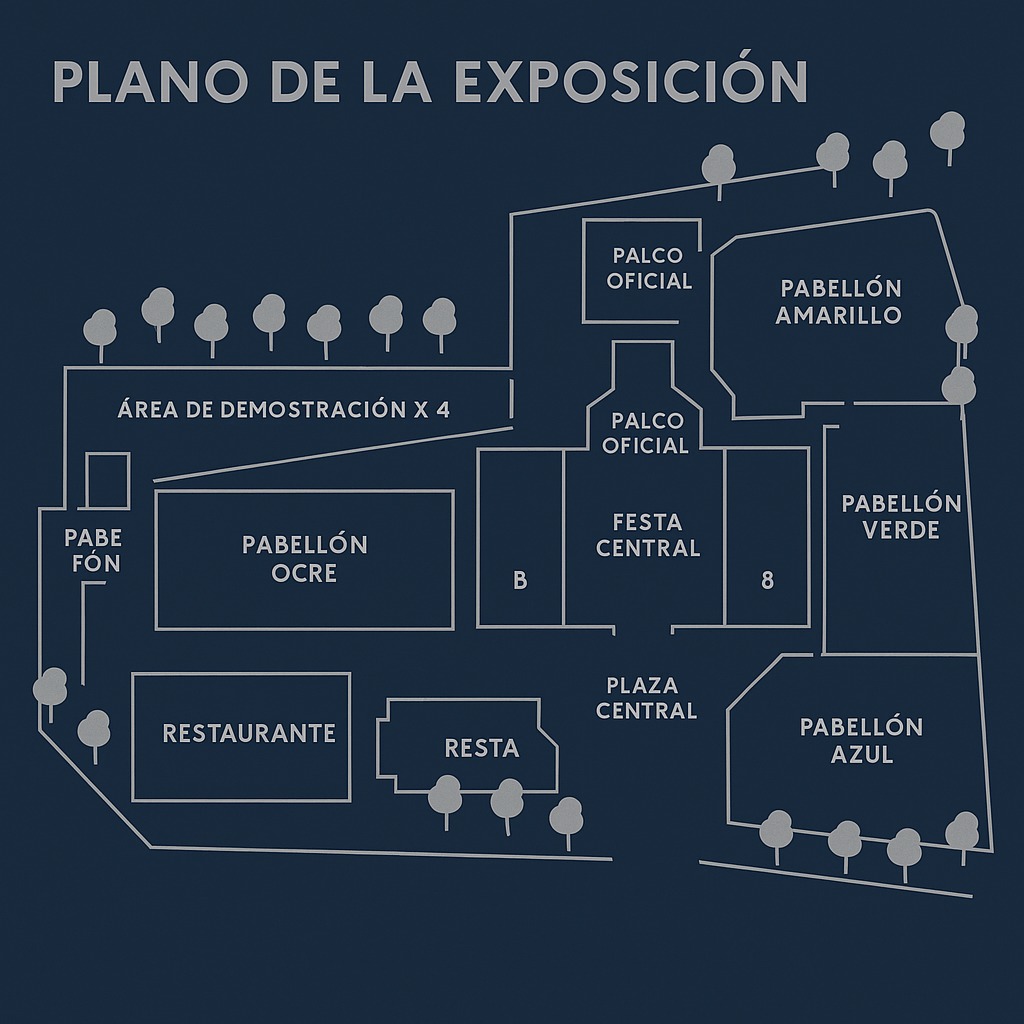 PLANO DE LA EXPOSICIÓN
PALCO
OFICIAL
PABELLÓN
AMARILLO
ÁREA DE DEMOSTRACIÓN X 4
PALCO
OFICIAL
PABE
FÓN
PABELLÓN
OCRE
B
FESTA
CENTRAL
8
PABELLÓN
VERDE
RESTAURANTE
RESTA
PLAZA
CENTRAL
PABELLÓN
AZUL